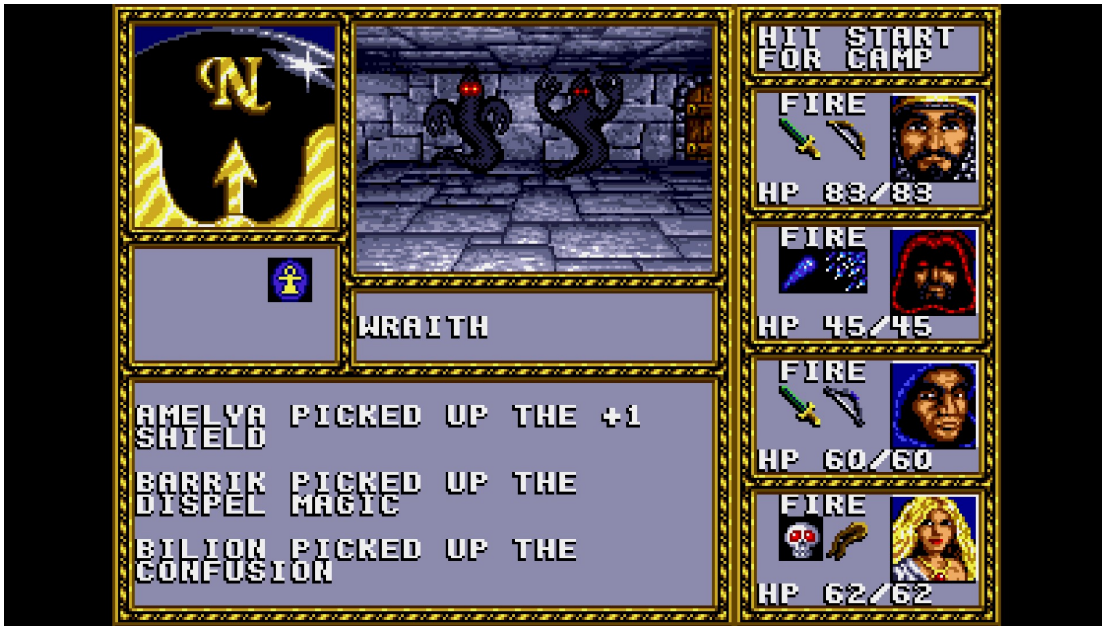 N
HIT START
FOR CAMP
FIRE
HP 83/83
FIRE
HP 45/45
WRAITH
FIRE
HP 60/60
AMELYA PICKED UP THE +1
SHIELD
BARRIK PICKED UP THE
DISPEL MAGIC
BILION PICKED UP THE
CONFUSION
FIRE
HP 62/62